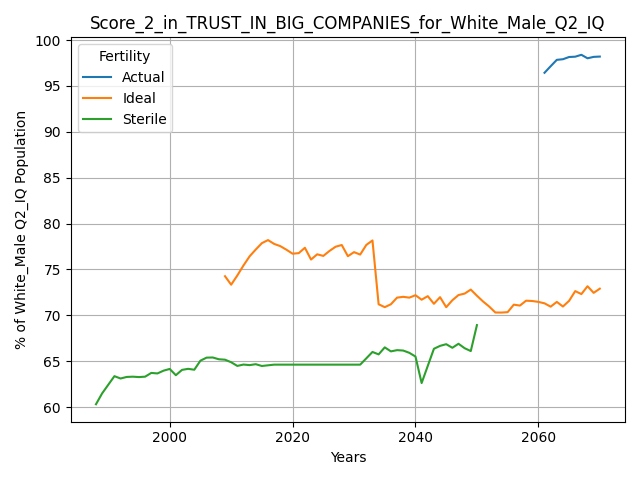 Score_2_in_TRUST_IN_BIG_COMPANIES_for_White_Male_Q2_IQ
Fertility
Actual
Ideal
Sterile
% of White_Male Q2_IQ Population
100
95
90
85
80
75
70
65
60
2000
2020
2040
2060
Years